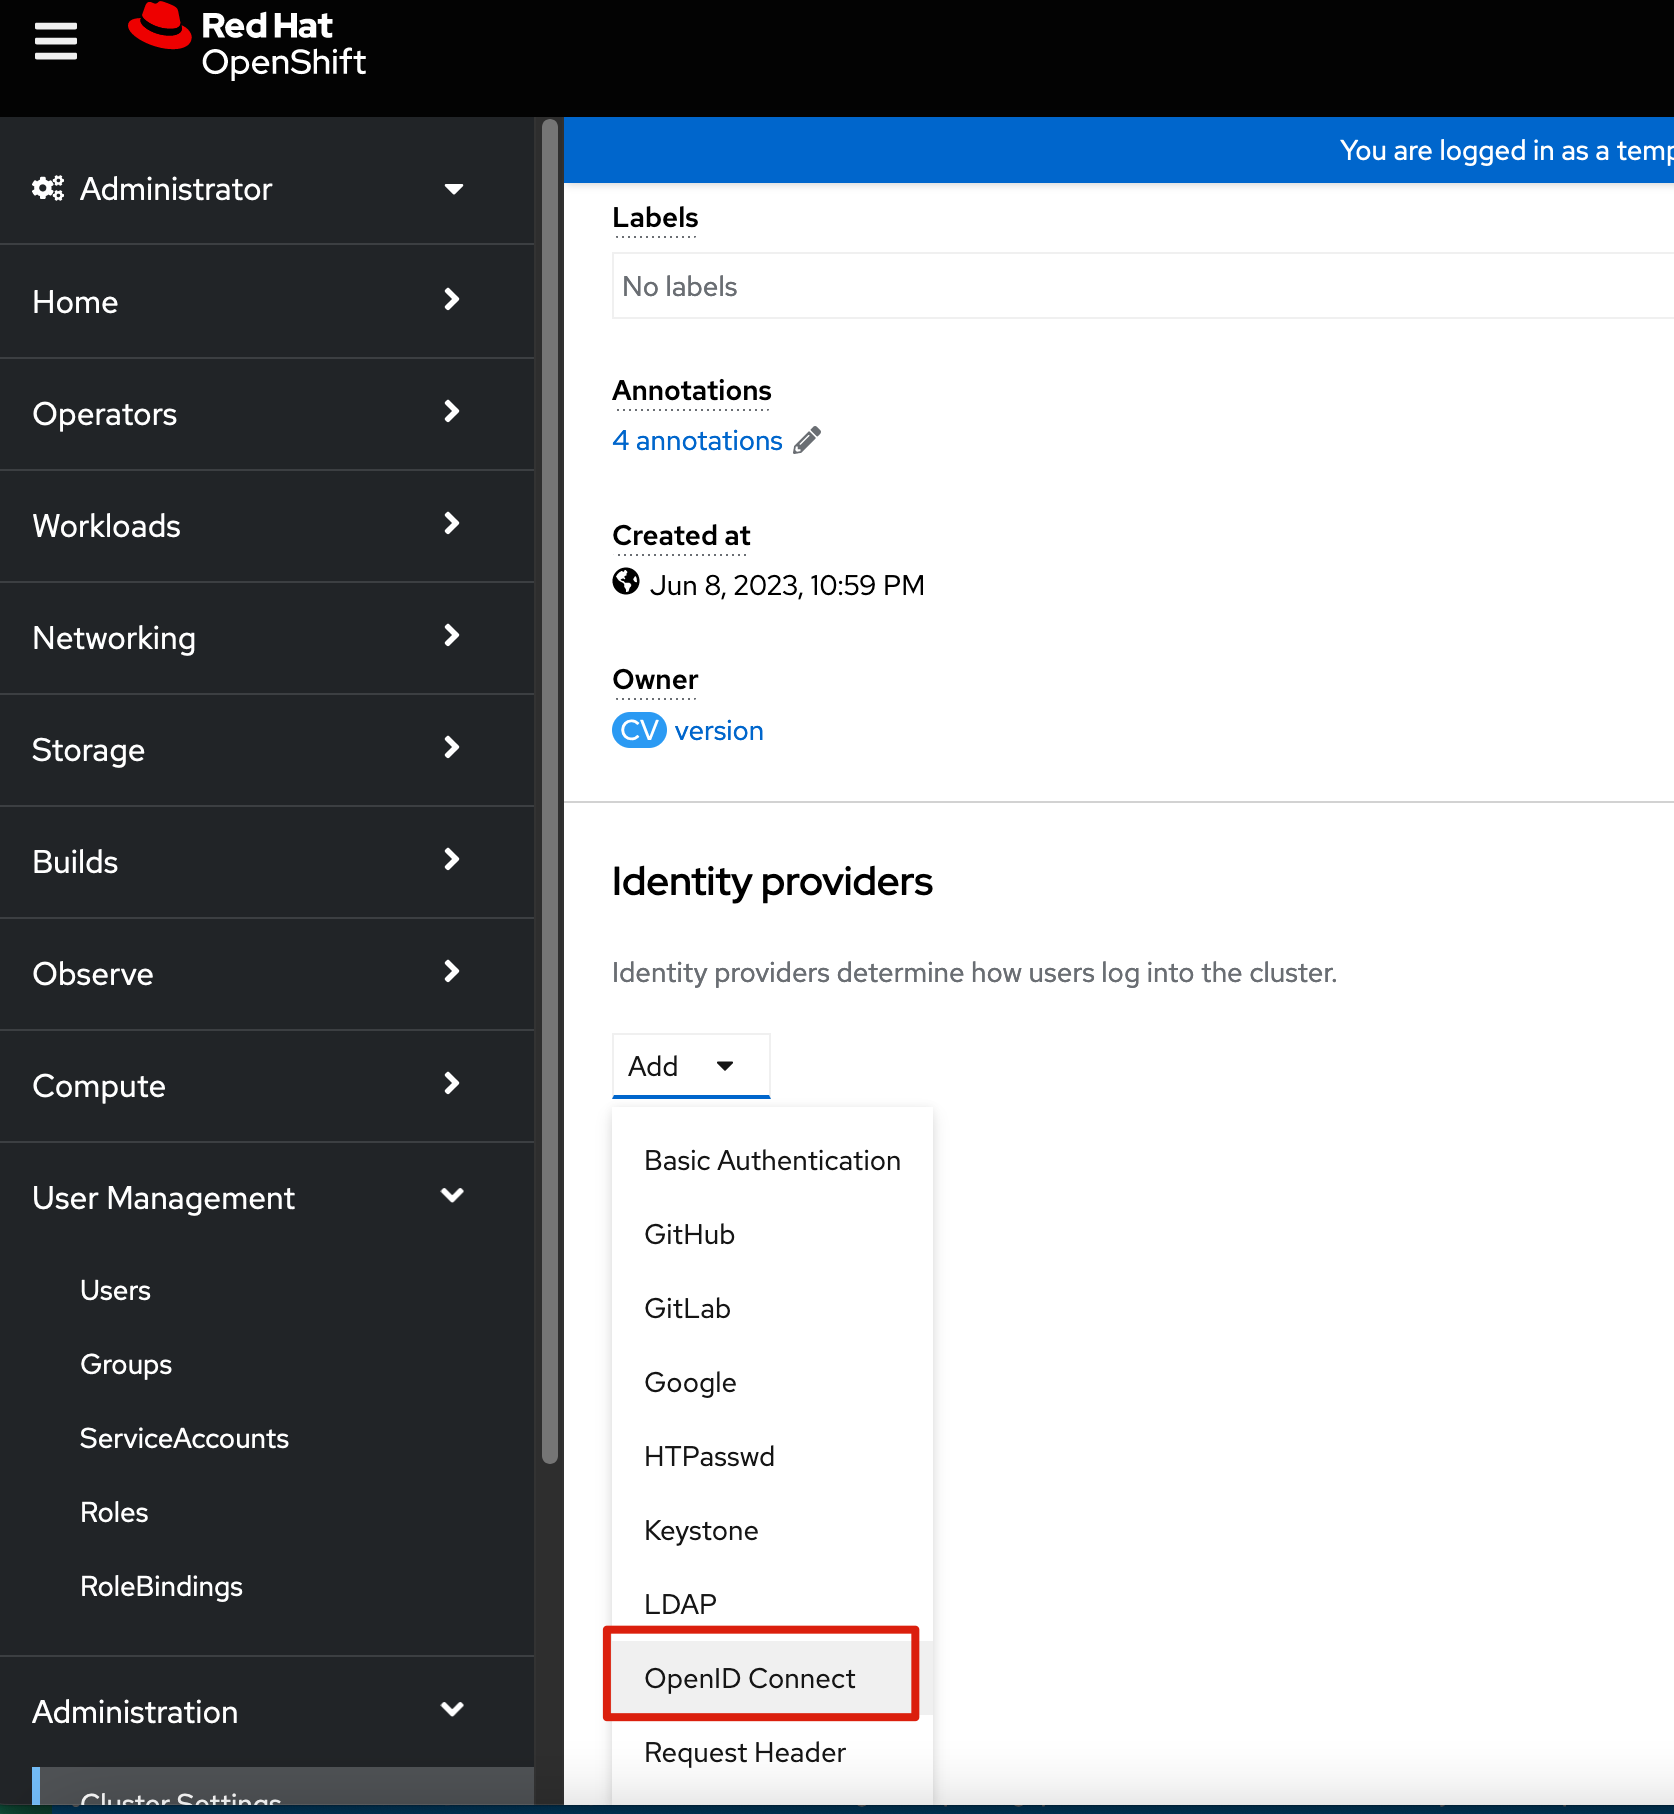 Red Hat
OpenShift
You are logged in as a temp
Administrator
Home
Operators
Workloads
Networking
Storage
Builds
Observe
Compute
User Management
Users
Groups
ServiceAccounts
Roles
RoleBindings
Administration
Cluster Settings
Labels
No labels
Annotations
4 annotations
Created at
Jun 8, 2023, 10:59 PM
Owner
CV version
Identity providers
Identity providers determine how users log into the cluster.
Add
Basic Authentication
GitHub
GitLab
Google
HTPasswd
Keystone
LDAP
OpenID Connect
Request Header